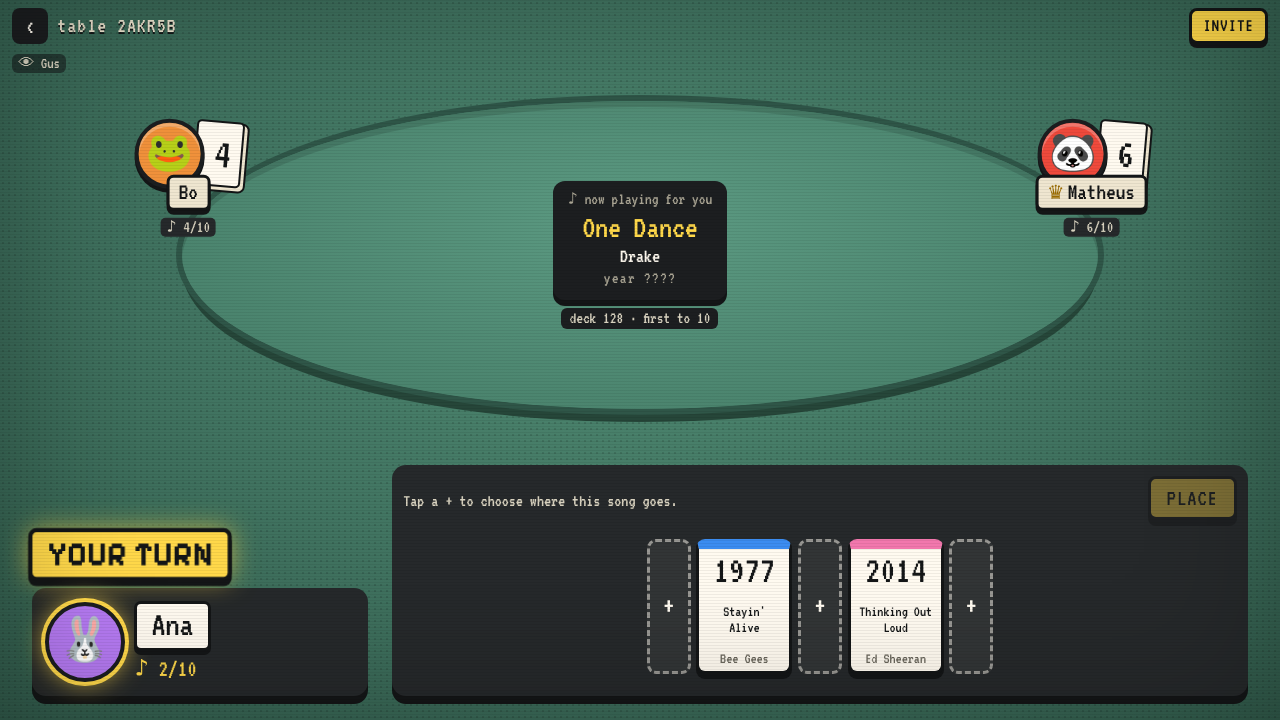 ‹ table 2AKR5B
INVITE
Gus
4
Bo
♪ 4/10
6
Matheus
♪ 6/10
♪ now playing for you
One Dance
Drake
year ????
deck 128 · first to 10
Tap a + to choose where this song goes.
PLACE
YOUR TURN
Ana
♪ 2/10
+
1977
Stayin'
Alive
Bee Gees
+
2014
Thinking Out
Loud
Ed Sheeran
+